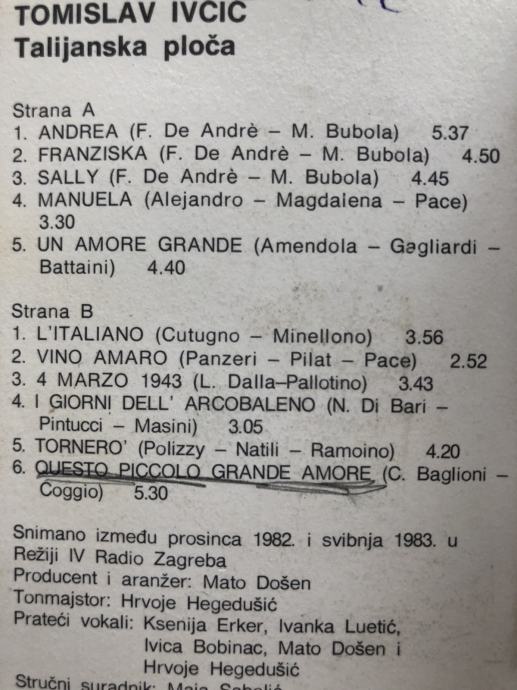 TOMISLAV IVČIĆ
Talijanska ploča
Strana A
1. ANDREA (F. De Andrè – M. Bubola) 5.37
2. FRANZISKA (F. De Andrè – M. Bubola) 4.50
3. SALLY (F. De Andrè – M. Bubola) 4.45
4. MANUELA (Alejandro – Magdalena – Pace)
3.30
5. UN AMORE GRANDE (Amendola – Gagliardi –
Battaini) 4.40
Strana B
1. L'ITALIANO (Cutugno – Minellono) 3.56
2. VINO AMARO (Panzeri – Pilat – Pace) 2.52
3. 4 MARZO 1943 (L. Dalla–Pallotino) 3.43
4. I GIORNI DELL' ARCOBALENO (N. Di Bari –
Pintucci – Masini) 3.05
5. TORNERO' (Polizzy – Natili – Ramoino) 4.20
6. QUESTO PICCOLO GRANDE AMORE (C. Baglioni –
Coggio) 5.30
Snimano između prosinca 1982. i svibnja 1983. u
Režiji IV Radio Zagreba
Producent i aranžer: Mato Došen
Tonmajstor: Hrvoje Hegedušić
Prateći vokali: Ksenija Erker, Ivanka Luetić,
Ivica Bobinac, Mato Došen i
Hrvoje Hegedušić
Stručni suradnik: Maja